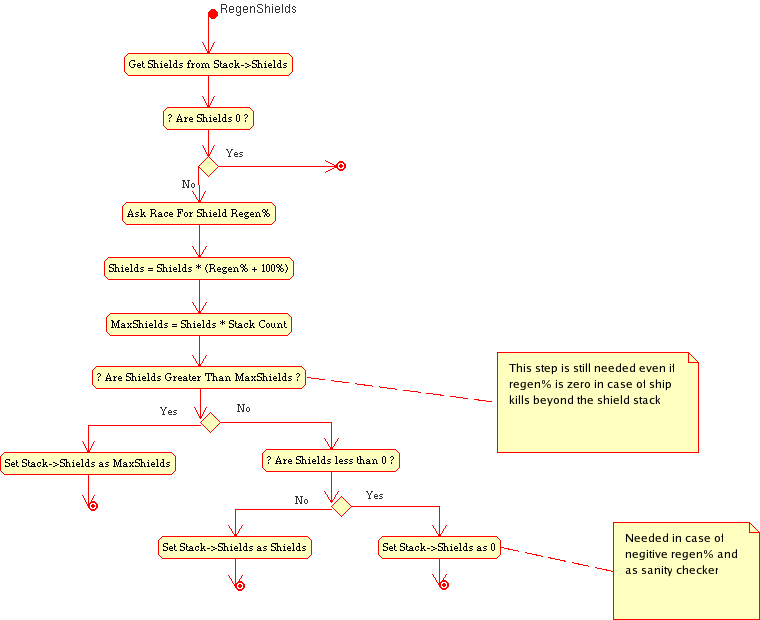 RegenShields
Get Shields from Stack->Shields
? Are Shields 0 ?
Yes
No
Ask Race For Shield Regen%
Shields = Shields * (Regen% + 100%)
MaxShields = Shields * Stack Count
? Are Shields Greater Than MaxShields ?
This step is still needed even if
regen% is zero in case of ship
kills beyond the shield stack
Yes
No
Set Stack->Shields as MaxShields
? Are Shields less than 0 ?
No
Yes
Set Stack->Shields as Shields
Set Stack->Shields as 0
Needed in case of
negitive regen% and
as sanity checker